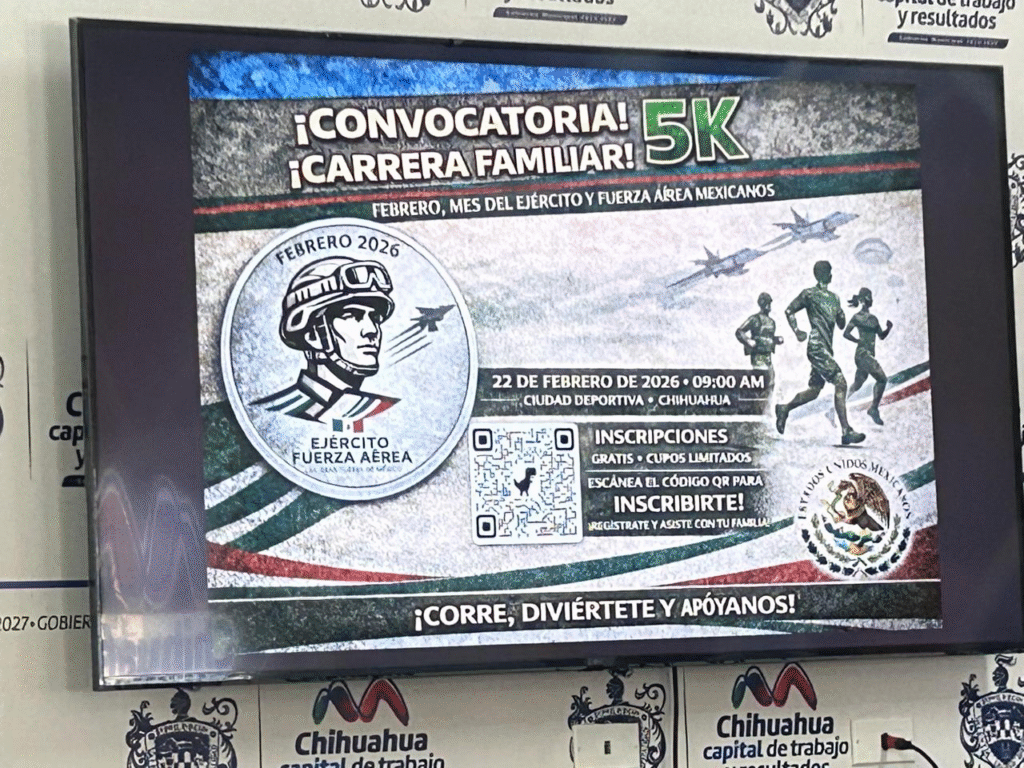 capital de trabajo
y resultados
¡CONVOCATORIA! 5K
¡CARRERA FAMILIAR!
FEBRERO, MES DEL EJÉRCITO Y FUERZA ÁREA MEXICANOS
FEBRERO 2026
EJÉRCITO
FUERZA AÉREA
22 DE FEBRERO DE 2026 • 09:00 AM
CIUDAD DEPORTIVA • CHIHUAHUA
INSCRIPCIONES
GRATIS • CUPOS LIMITADOS
ESCÁNEA EL CÓDIGO QR PARA
INSCRIBIRTE!
¡REGÍSTRATE Y ASISTE CON TU FAMILIA!
ESTADOS UNIDOS MEXICANOS
¡CORRE, DIVIÉRTETE Y APÓYANOS!
2027 • GOBIER
Chihuahua
capital de trabajo
Chihuahua
capital de trabajo
y resultados